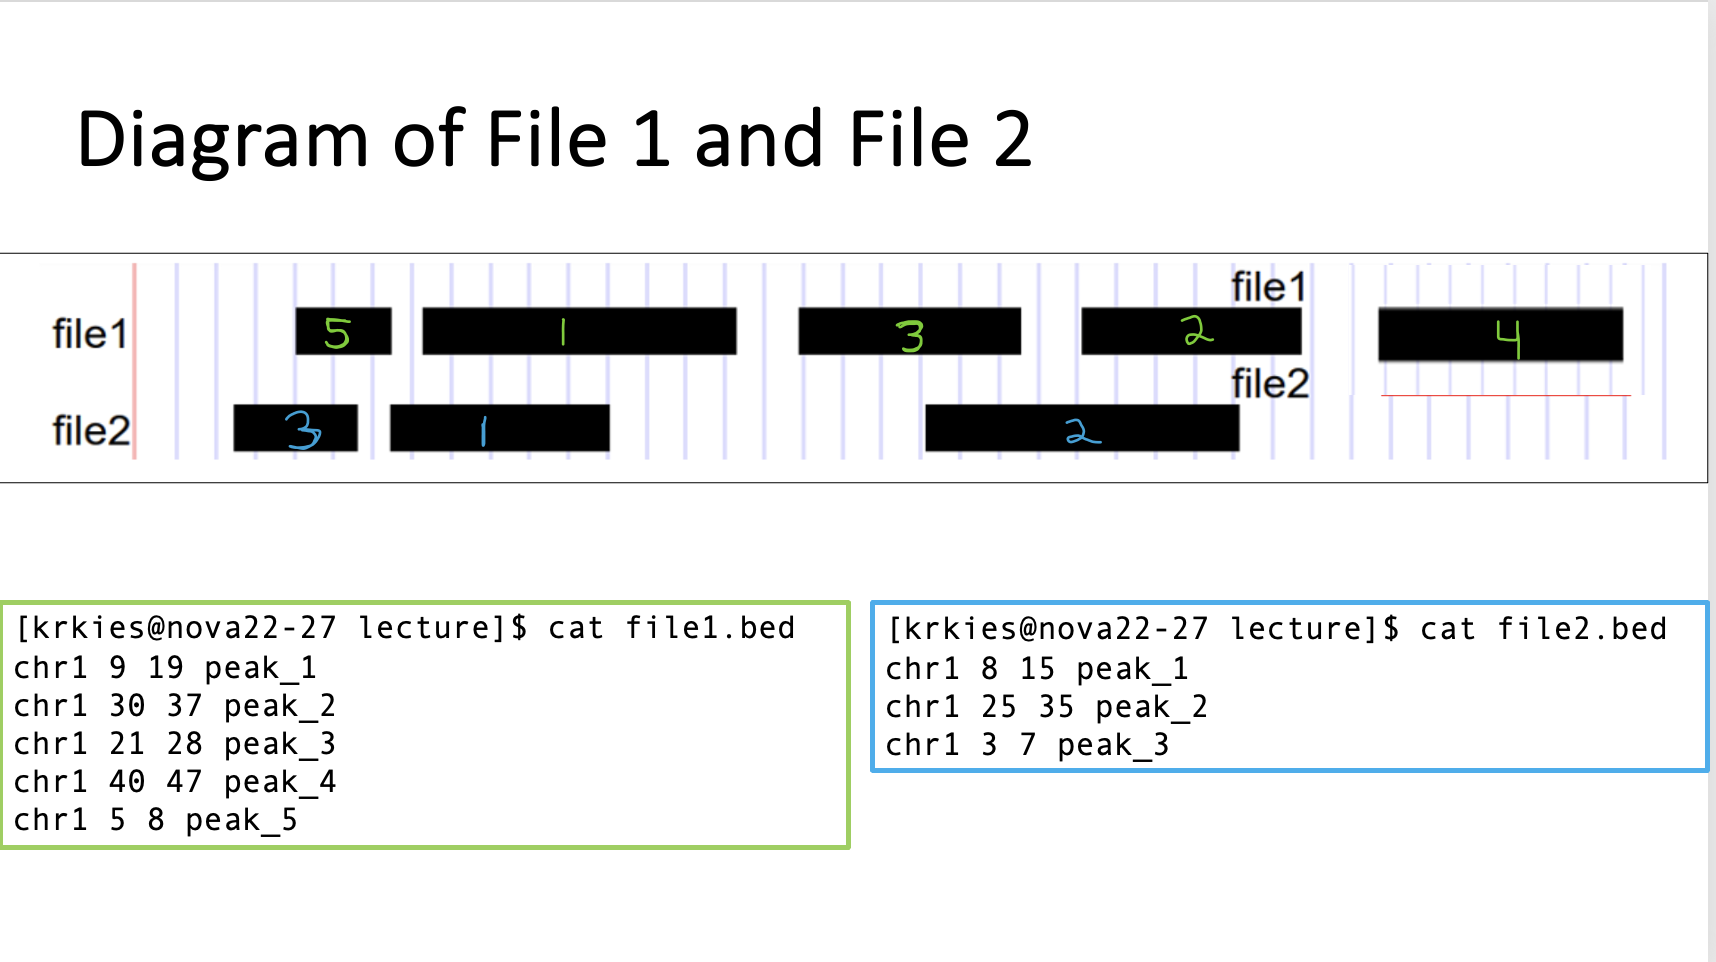 Diagram of File 1 and File 2
file1
file1 5 1 3 2 4
file2
file2 3 1 2
[krkies@nova22-27 lecture]$ cat file1.bed
chr1 9 19 peak_1
chr1 30 37 peak_2
chr1 21 28 peak_3
chr1 40 47 peak_4
chr1 5 8 peak_5
[krkies@nova22-27 lecture]$ cat file2.bed
chr1 8 15 peak_1
chr1 25 35 peak_2
chr1 3 7 peak_3